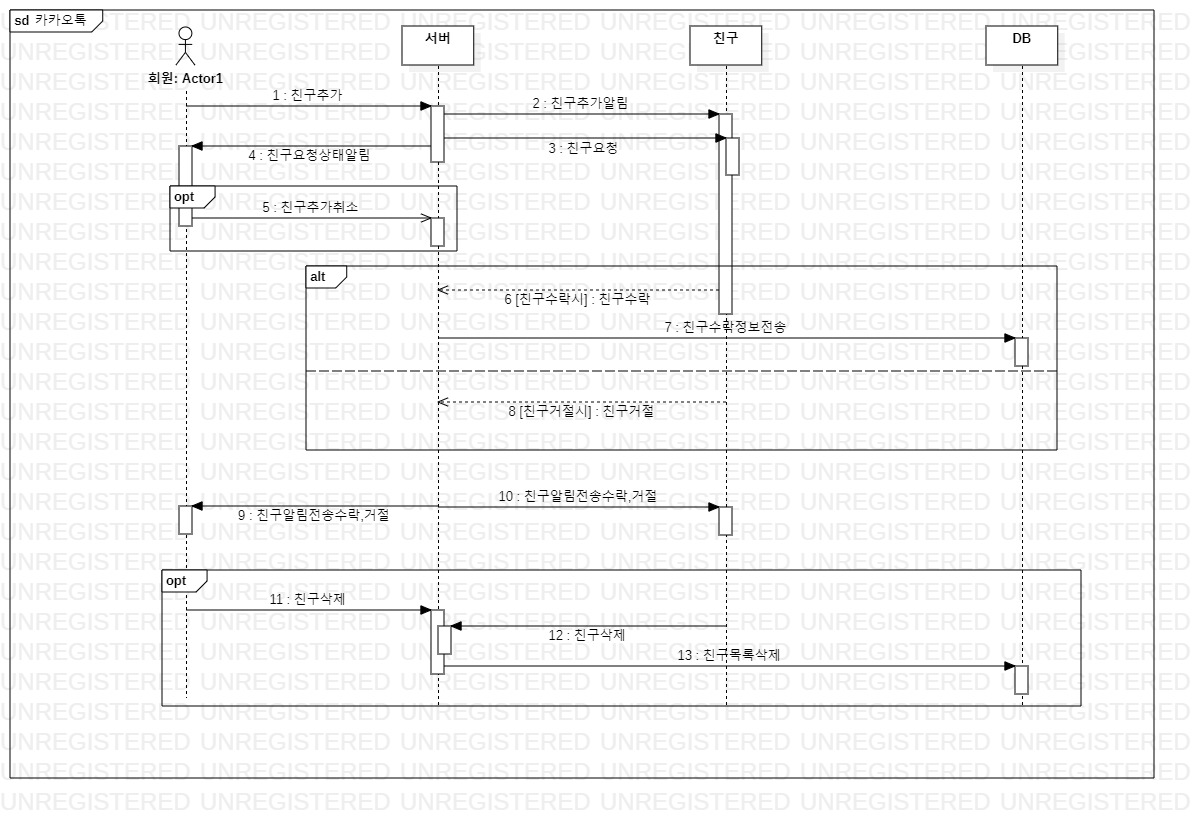 sd 카카오톡
회원: Actor1
서버
친구
DB
1 : 친구추가
2 : 친구추가알림
3 : 친구요청
4 : 친구요청상태알림
opt
5 : 친구추가취소
alt
6 [친구수락시] : 친구수락
7 : 친구수락정보전송
8 [친구거절시] : 친구거절
10 : 친구알림전송수락,거절
9 : 친구알림전송수락,거절
opt
11 : 친구삭제
12 : 친구삭제
13 : 친구목록삭제
UNREGISTERED